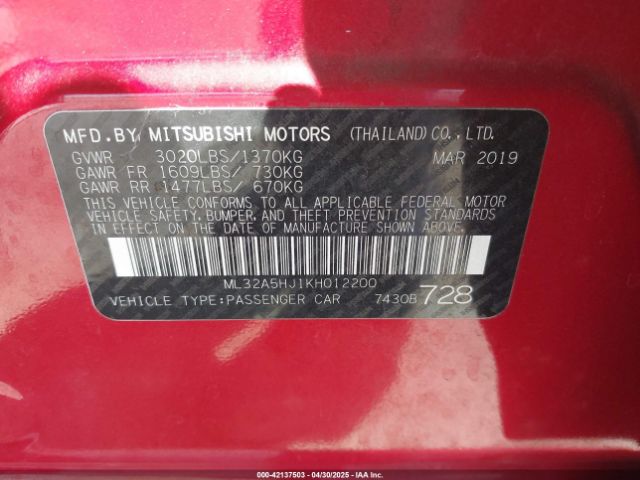 MFD.BY MITSUBISHI MOTORS (THAILAND) CO.,LTD.
GVWR 3020LBS/1370KG MAR 2019
GAWR FR 1609LBS/ 730KG
GAWR RR 1477LBS/ 670KG
THIS VEHICLE CONFORMS TO ALL APPLICABLE FEDERAL MOTOR
VEHICLE SAFETY, BUMPER, AND THEFT PREVENTION STANDARDS
IN EFFECT ON THE DATE OF MANUFACTURE SHOWN ABOVE.
ML32A5HJ1KH012200
VEHICLE TYPE:PASSENGER CAR 7430B 728
000-42137503 - 04/30/2025 - IAA Inc.